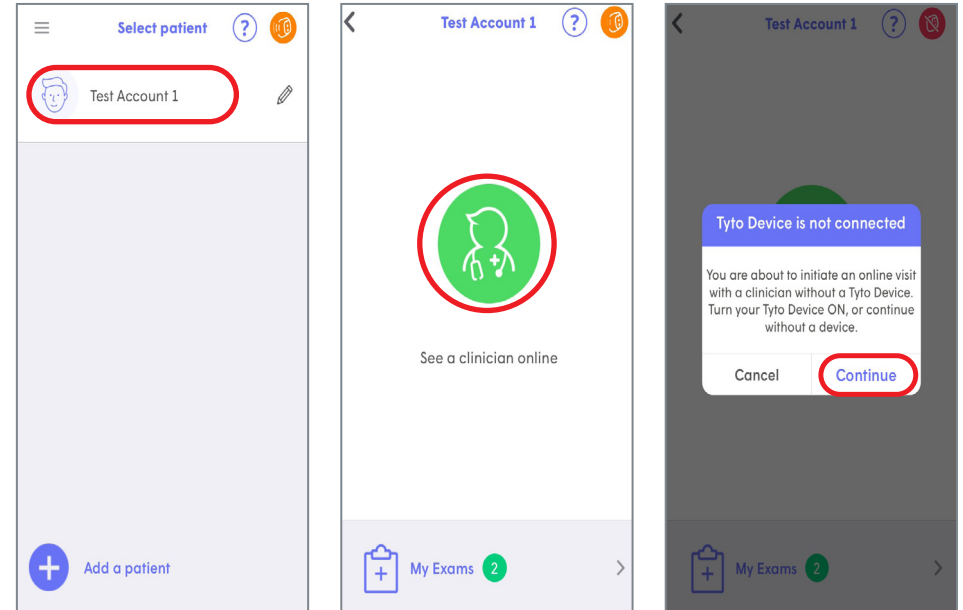 Select patient ?
Test Account 1
Add a patient
Test Account 1 ?
See a clinician online
My Exams 2
Test Account 1 ?
Tyto Device is not connected
You are about to initiate an online visit
with a clinician without a Tyto Device.
Turn your Tyto Device ON, or continue
without a device.
Cancel Continue
My Exams 2